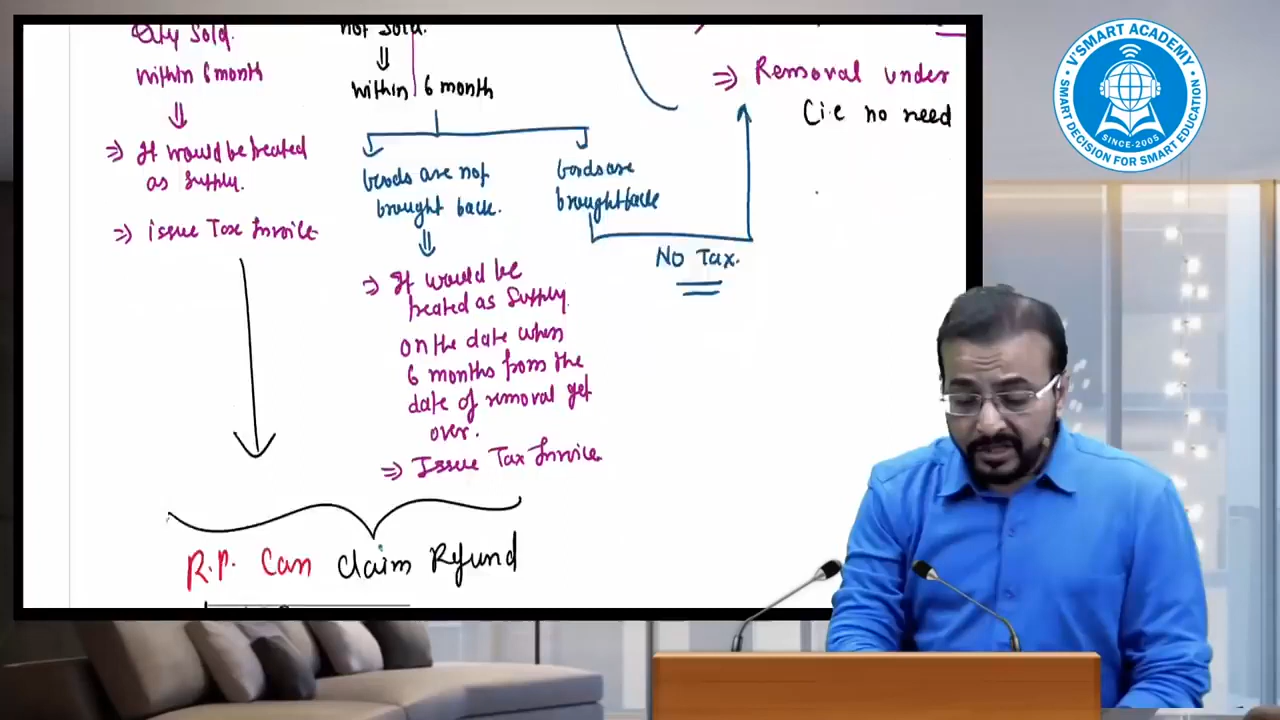 Qty Sold.
within 6 month
⇓
⇒ It would be treated
as Supply.
⇒ issue Tax Invoice
not Sold.
⇓
within 6 month
Goods are not
brought back.
⇓
⇒ It would be
treated as Supply.
on the date when
6 months from the
date of removal get
over.
⇒ Issue Tax Invoice
Goods are
brought back
No Tax.
⇒ Removal under
(i.e no need
R.P. Can Claim Refund
V'SMART ACADEMY
SINCE-2005
SMART DECISION FOR SMART EDUCATION